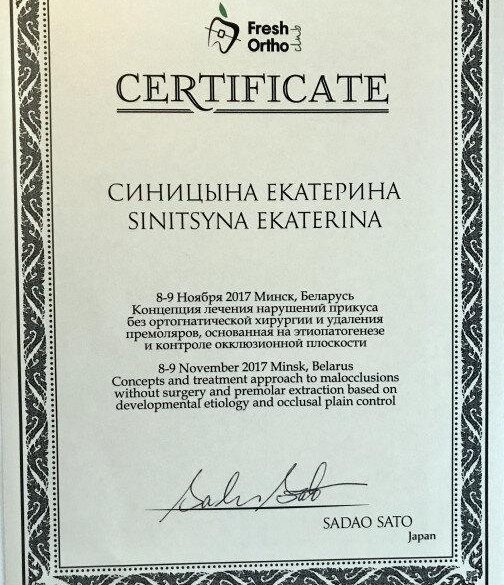 Fresh
Ortho club
CERTIFICATE
СИНИЦЫНА ЕКАТЕРИНА
SINITSYNA EKATERINA
8-9 Ноября 2017 Минск, Беларусь
Концепция лечения нарушений прикуса
без ортогнатической хирургии и удаления
премоляров, основанная на этиопатогенезе
и контроле окклюзионной плоскости
8-9 November 2017 Minsk, Belarus
Concepts and treatment approach to malocclusions
without surgery and premolar extraction based on
developmental etiology and occlusal plain control
Sadao Sato
SADAO SATO
Japan